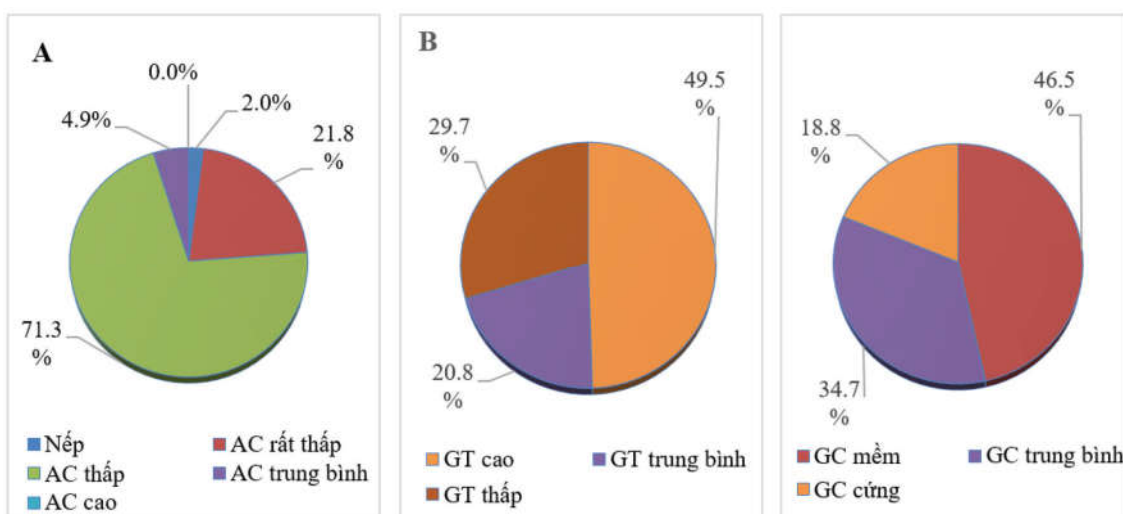 A
0.0%
2.0%
4.9%
21.8
%
71.3
%
Nếp
AC rất thấp
AC thấp
AC trung bình
AC cao
B
49.5
%
29.7
%
20.8
%
GT cao
GT trung bình
GT thấp
46.5
%
18.8
%
34.7
%
GC mềm
GC trung bình
GC cứng